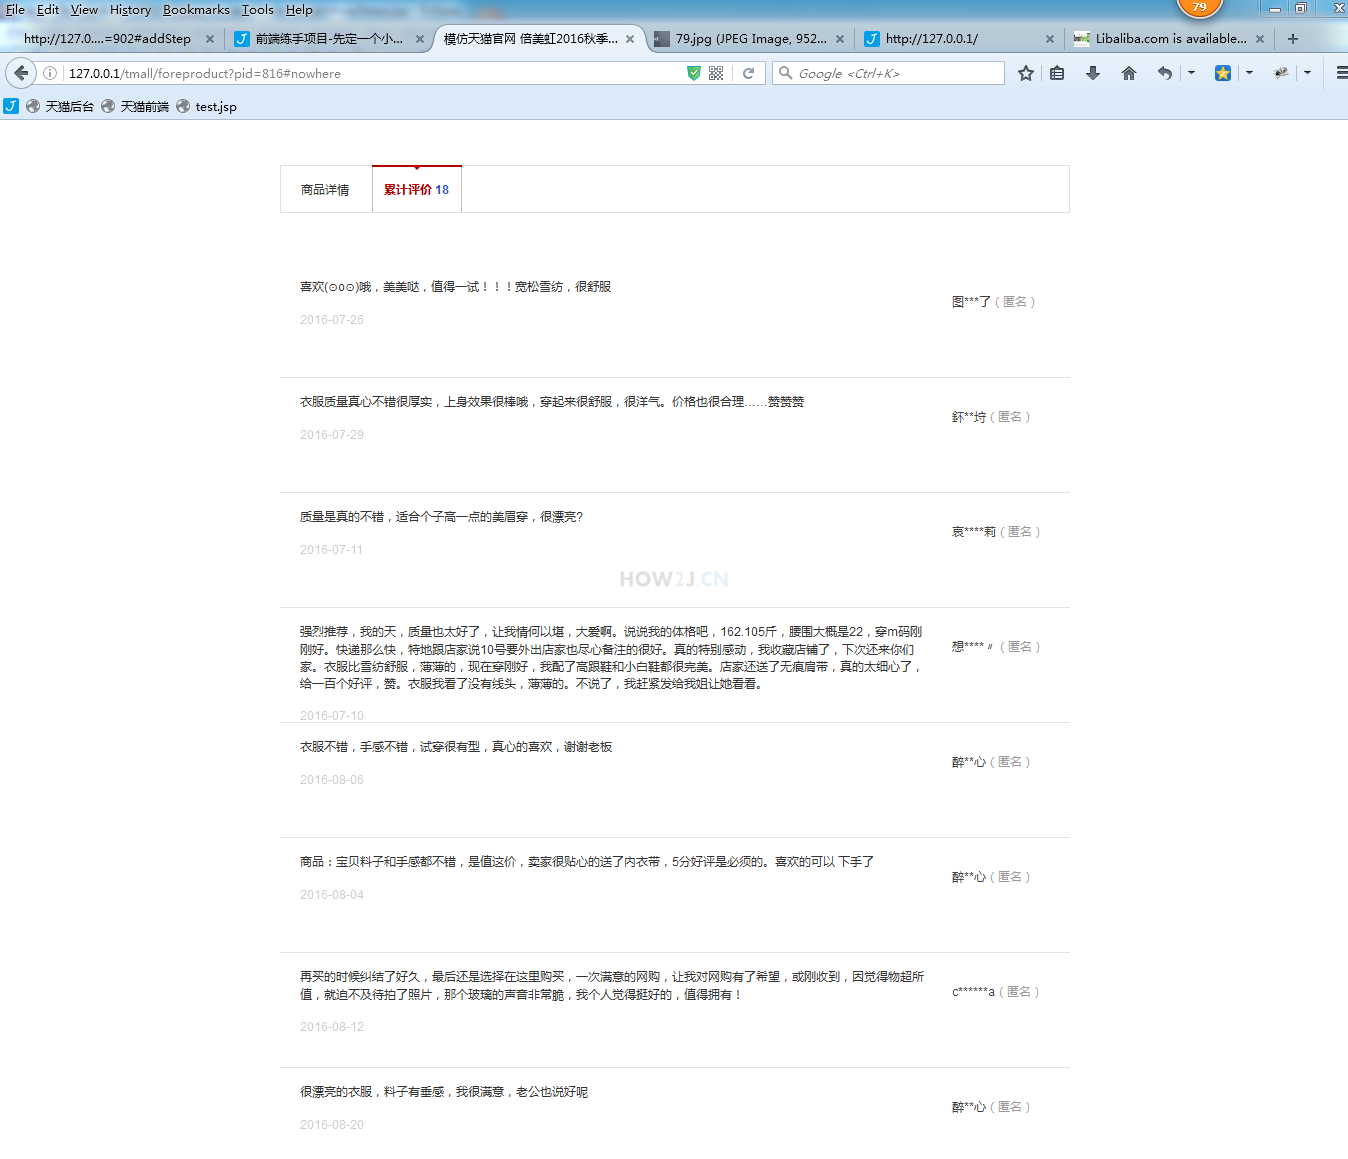 File Edit View History Bookmarks Tools Help
79
http://127.0....=902#addStep
前端练手项目-先定一个小...
模仿天猫官网 倍美虹2016秋季...
79.jpg (JPEG Image, 952...
http://127.0.0.1/
Libaliba.com is available...
127.0.0.1/tmall/foreproduct?pid=816#nowhere
Google <Ctrl+K>
天猫后台
天猫前端
test.jsp
商品详情
累计评价 18
喜欢(⊙o⊙)哦，美美哒，值得一试！！！宽松雪纺，很舒服
图***了（匿名）
2016-07-26
衣服质量真心不错很厚实，上身效果很棒哦，穿起来很舒服，很洋气。价格也很合理……赞赞赞
2016-07-29
质量是真的不错，适合个子高一点的美眉穿，很漂亮?
哀****莉（匿名）
2016-07-11
HOW2J.CN
强烈推荐，我的天，质量也太好了，让我情何以堪，大爱啊。说说我的体格吧，162.105斤，腰围大概是22，穿m码刚
刚好。快递那么快，特地跟店家说10号要外出店家也尽心备注的很好。真的特别感动，我收藏店铺了，下次还来你们
家。衣服比雪纺舒服，薄薄的，现在穿刚好，我配了高跟鞋和小白鞋都很完美。店家还送了无痕肩带，真的太细心了，
给一百个好评，赞。衣服我看了没有线头，薄薄的。不说了，我赶紧发给我姐让她看看。
想****〃（匿名）
2016-07-10
衣服不错，手感不错，试穿很有型，真心的喜欢，谢谢老板
醉**心（匿名）
2016-08-06
商品：宝贝料子和手感都不错，是值这价，卖家很贴心的送了内衣带，5分好评是必须的。喜欢的可以 下手了
醉**心（匿名）
2016-08-04
再买的时候纠结了好久，最后还是选择在这里购买，一次满意的网购，让我对网购有了希望，或刚收到，因觉得物超所
值，就迫不及待拍了照片，那个玻璃的声音非常脆，我个人觉得挺好的，值得拥有！
c******a（匿名）
2016-08-12
很漂亮的衣服，料子有垂感，我很满意，老公也说好呢
醉**心（匿名）
2016-08-20